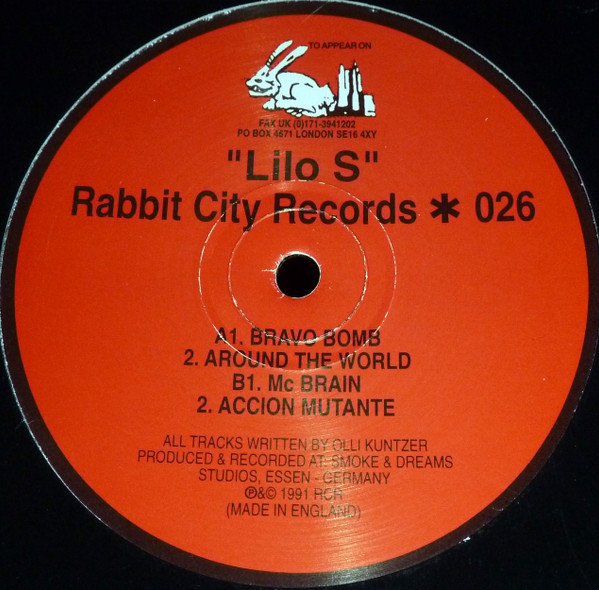 TO APPEAR ON
FAX UK (0)171-3941202
PO BOX 4671 LONDON SE16 4XY
"Lilo S"
Rabbit City Records * 026
A1. BRAVO BOMB
2. AROUND THE WORLD
B1. Mc BRAIN
2. ACCION MUTANTE
ALL TRACKS WRITTEN BY OLLI KUNTZER
PRODUCED & RECORDED AT: SMOKE & DREAMS
STUDIOS, ESSEN - GERMANY
℗&© 1991 RCR
(MADE IN ENGLAND)